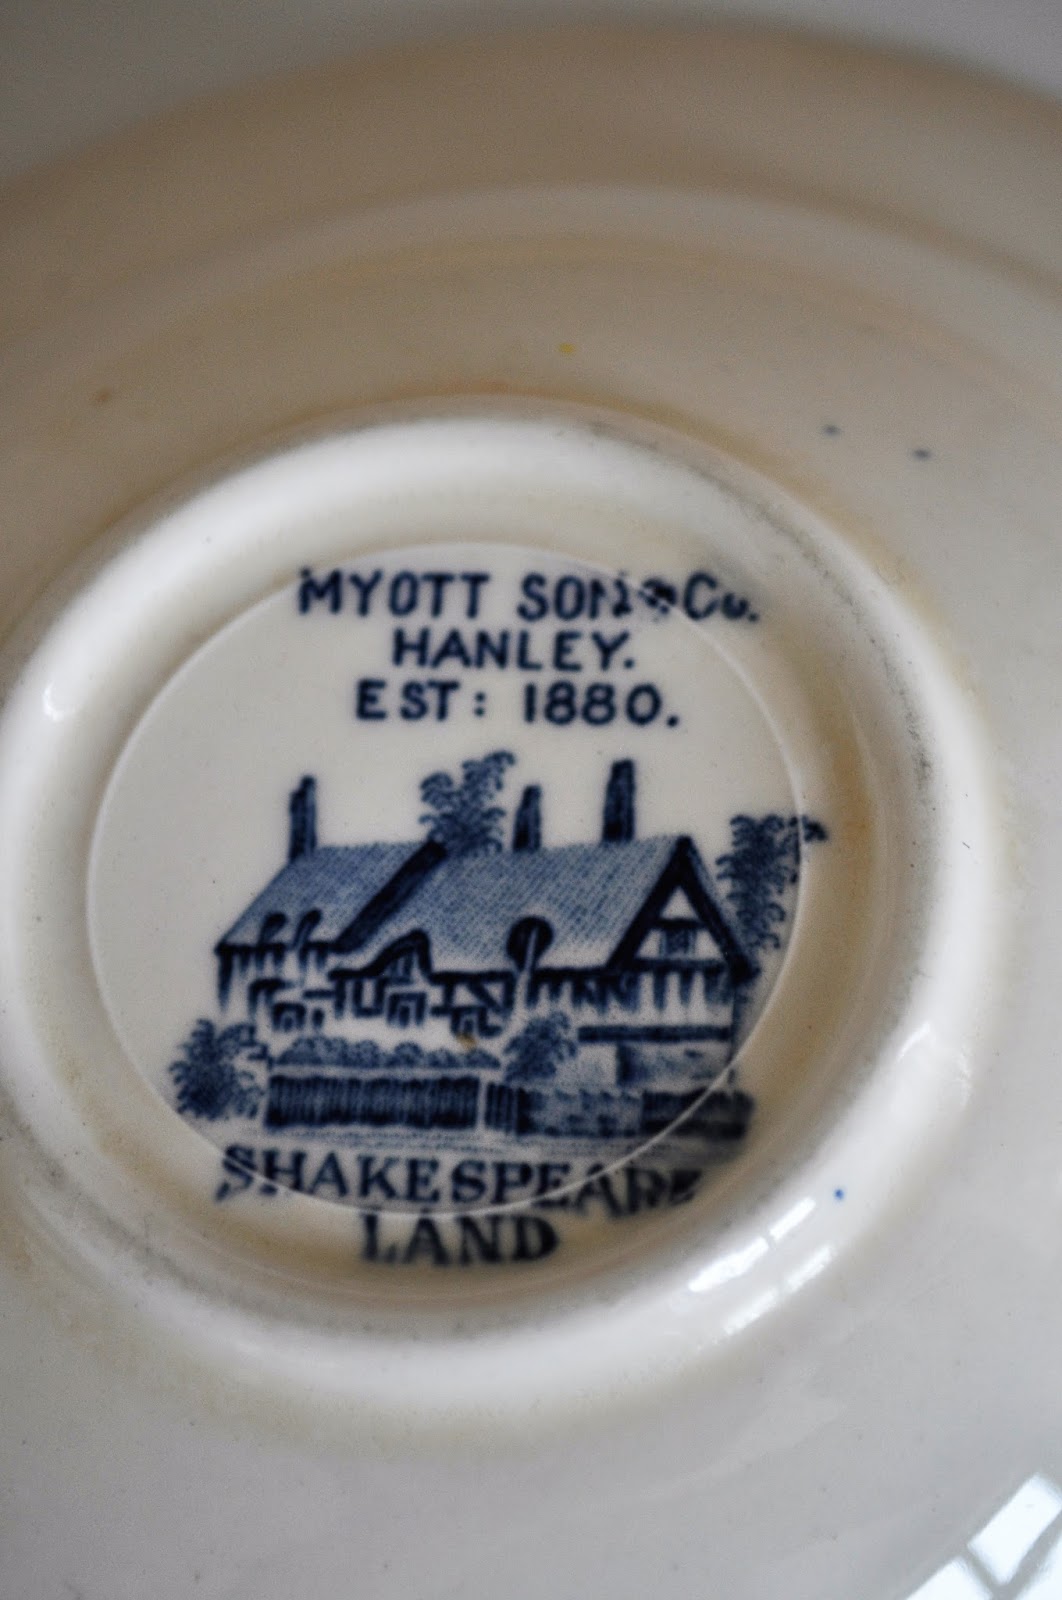 MYOTT SON & Co.
HANLEY.
EST: 1880.
SHAKESPEARE
LAND